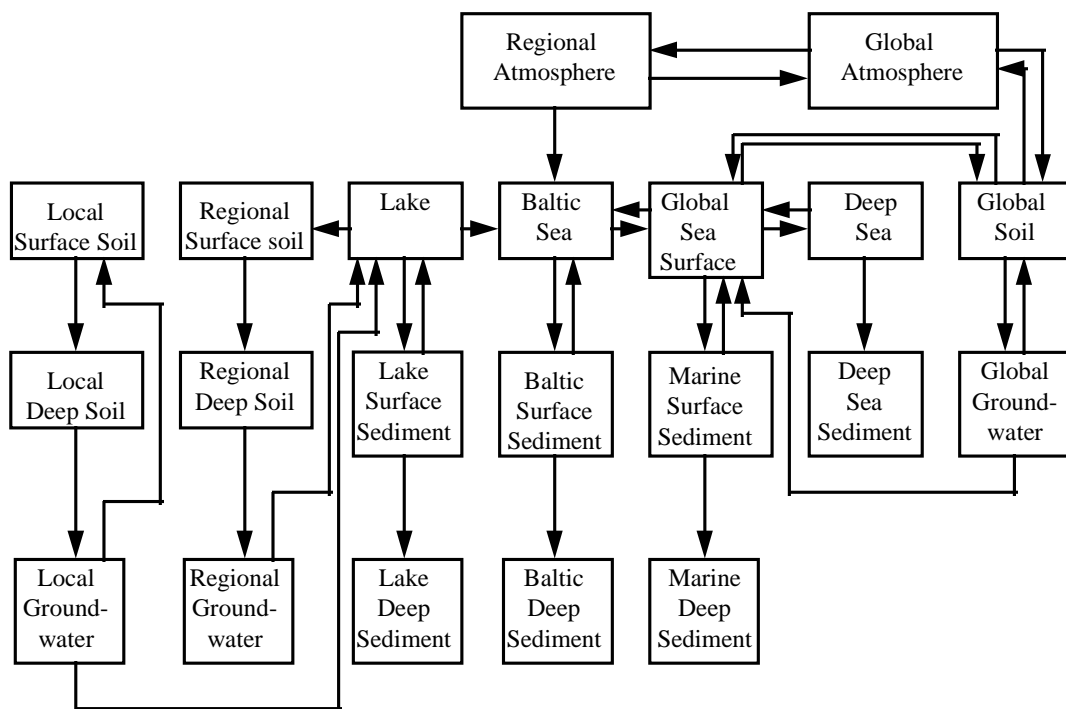 Regional
Atmosphere
Global
Atmosphere
Local
Surface Soil
Regional
Surface soil
Lake
Baltic
Sea
Global
Sea
Surface
Deep
Sea
Global
Soil
Local
Deep Soil
Regional
Deep Soil
Lake
Surface
Sediment
Baltic
Surface
Sediment
Marine
Surface
Sediment
Deep
Sea
Sediment
Global
Ground-
water
Local
Ground-
water
Regional
Ground-
water
Lake
Deep
Sediment
Baltic
Deep
Sediment
Marine
Deep
Sediment